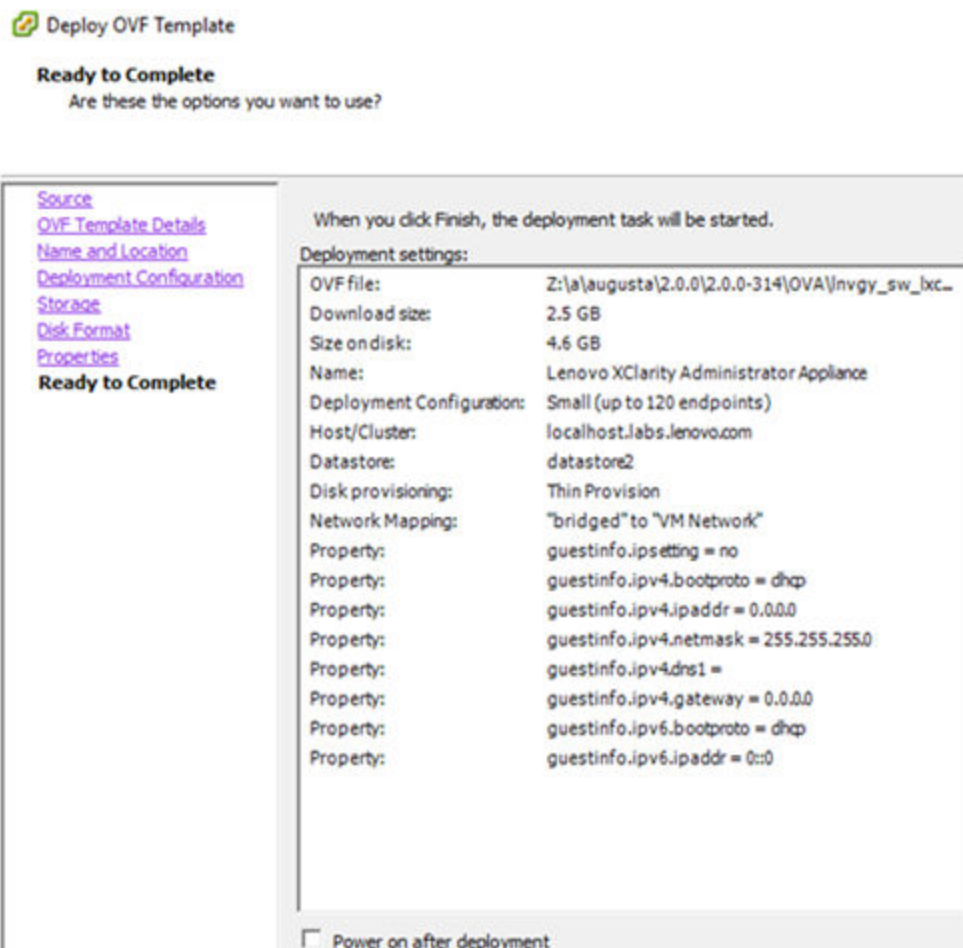 Deploy OVF Template
Ready to Complete
Are these the options you want to use?
Source
OVF Template Details
Name and Location
Deployment Configuration
Storage
Disk Format
Properties
Ready to Complete
When you click Finish, the deployment task will be started.
Deployment settings:
OVF file: Z:\a\augusta\2.0.0\2.0.0-314\OVA\lnvgy_sw_lxc...
Download size: 2.5 GB
Size on disk: 4.6 GB
Name: Lenovo XClarity Administrator Appliance
Deployment Configuration: Small (up to 120 endpoints)
Host/Cluster: localhost.labs.lenovo.com
Datastore: datastore2
Disk provisioning: Thin Provision
Network Mapping: "bridged" to "VM Network"
Property: guestinfo.ipsetting = no
Property: guestinfo.ipv4.bootproto = dhcp
Property: guestinfo.ipv4.ipaddr = 0.0.0.0
Property: guestinfo.ipv4.netmask = 255.255.255.0
Property: guestinfo.ipv4.dns1 =
Property: guestinfo.ipv4.gateway = 0.0.0.0
Property: guestinfo.ipv6.bootproto = dhcp
Property: guestinfo.ipv6.ipaddr = 0::0
Power on after deployment